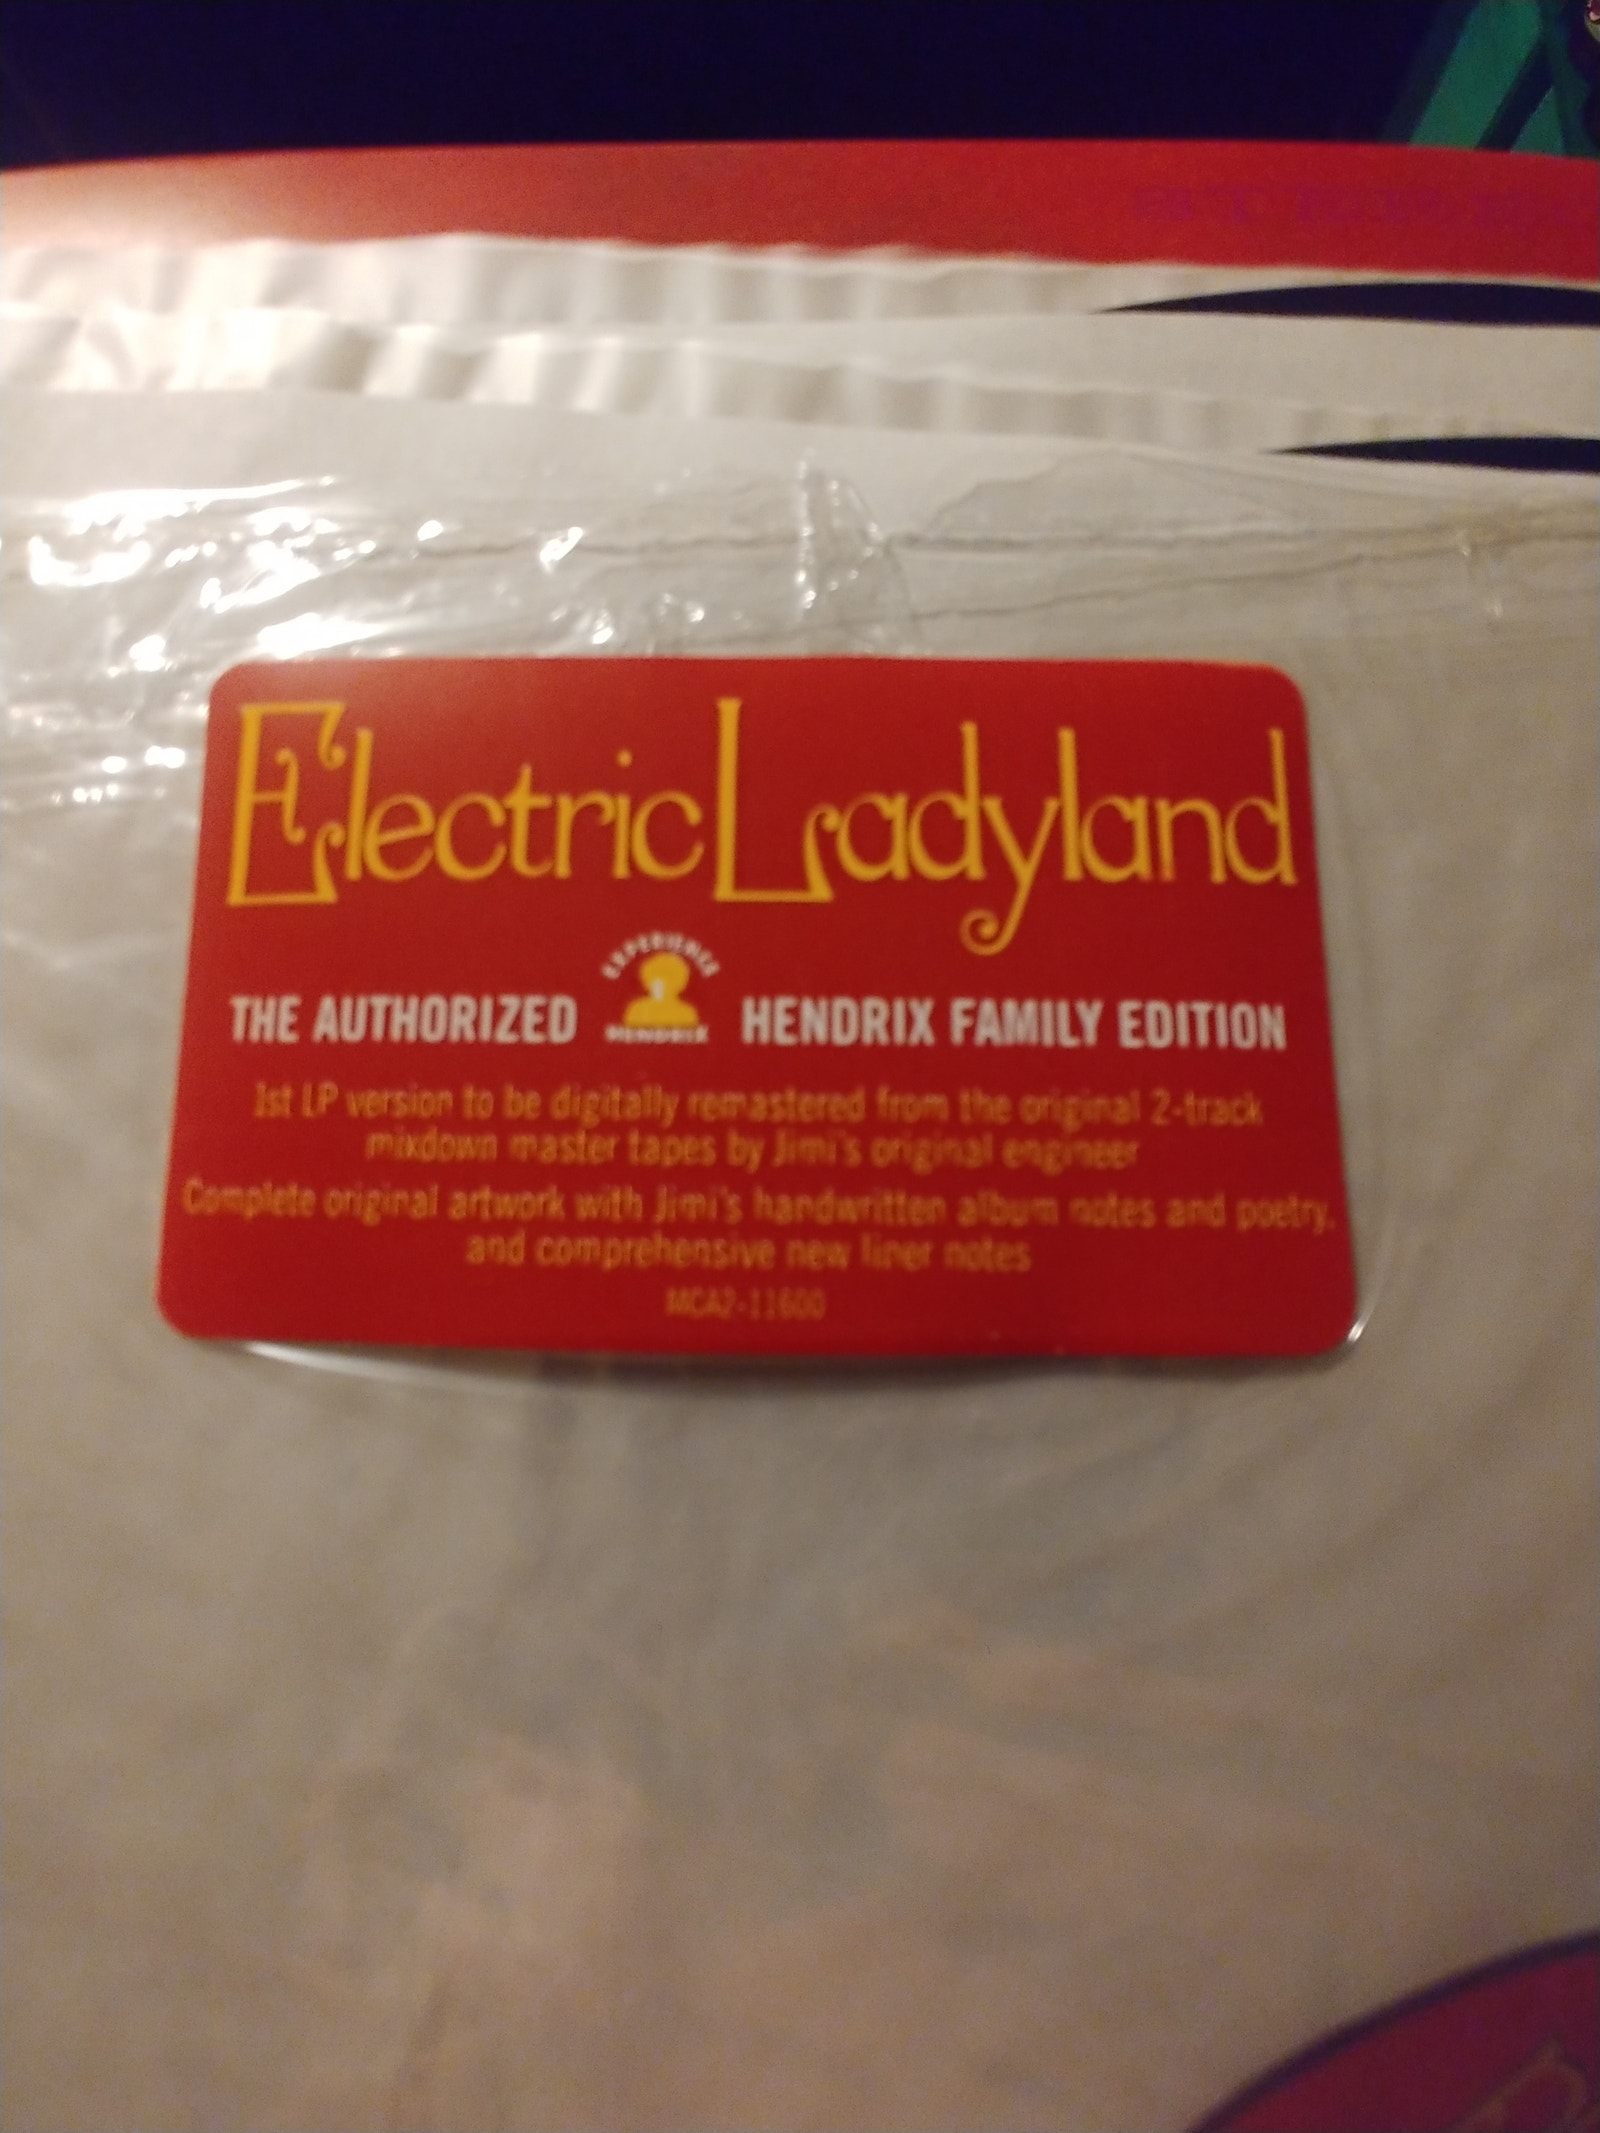 Electric Ladyland
EXPERIENCE
THE AUTHORIZED HENDRIX FAMILY EDITION
HENDRIX
1st LP version to be digitally remastered from the original 2-track
mixdown master tapes by Jimi's original engineer
Complete original artwork with Jimi's handwritten album notes and poetry,
and comprehensive new liner notes
MCA2-11600